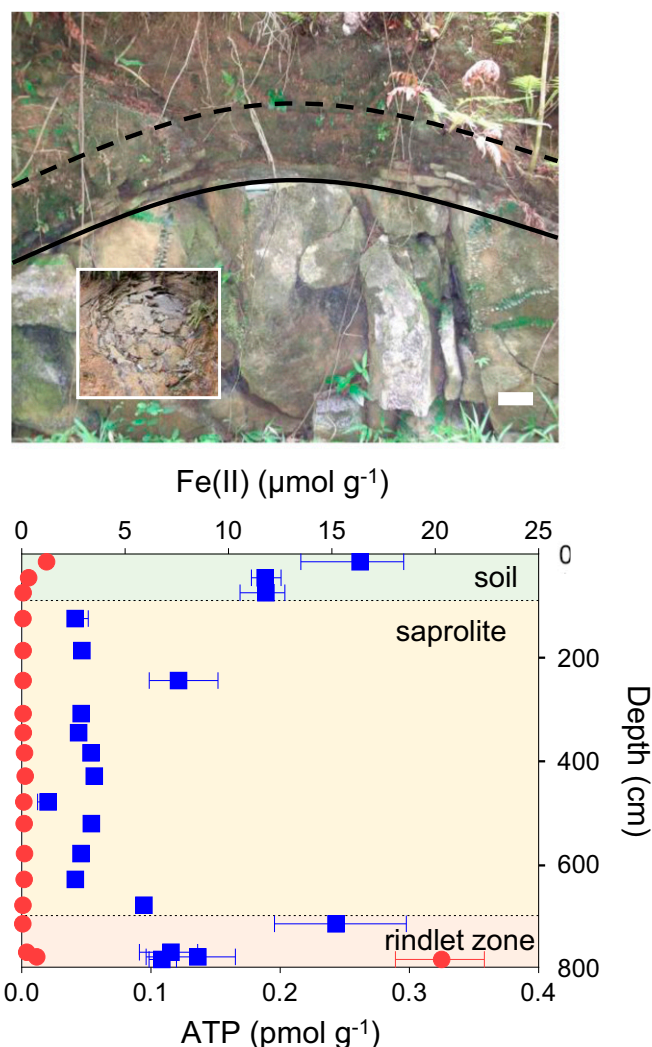 Fe(II) (µmol g⁻¹)
0 5 10 15 20 25
0
soil
saprolite
200
400
600
rindlet zone
800
Depth (cm)
0.0 0.1 0.2 0.3 0.4
ATP (pmol g⁻¹)